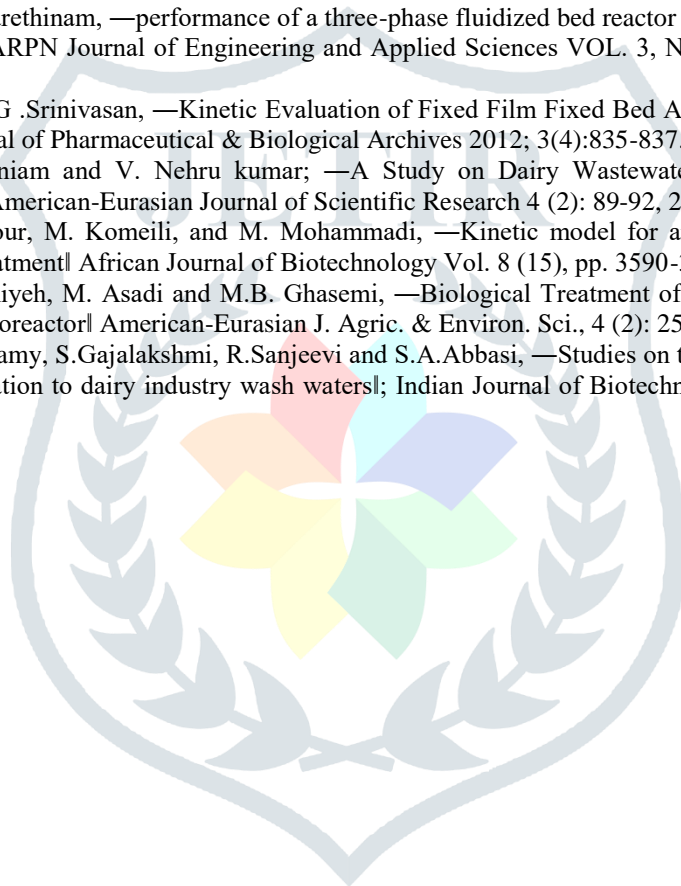 urethinam, —performance of a three-phase fluidized bed reactor
ARPN Journal of Engineering and Applied Sciences VOL. 3, N
G .Srinivasan, —Kinetic Evaluation of Fixed Film Fixed Bed A
al of Pharmaceutical & Biological Archives 2012; 3(4):835-837.
niam and V. Nehru kumar; —A Study on Dairy Wastewate
American-Eurasian Journal of Scientific Research 4 (2): 89-92, 2
our, M. Komeili, and M. Mohammadi, —Kinetic model for a
atment‖ African Journal of Biotechnology Vol. 8 (15), pp. 3590-
iyeh, M. Asadi and M.B. Ghasemi, —Biological Treatment of
oreactor‖ American-Eurasian J. Agric. & Environ. Sci., 4 (2): 25
amy, S.Gajalakshmi, R.Sanjeevi and S.A.Abbasi, —Studies on t
ation to dairy industry wash waters‖; Indian Journal of Biotechn
JETIR